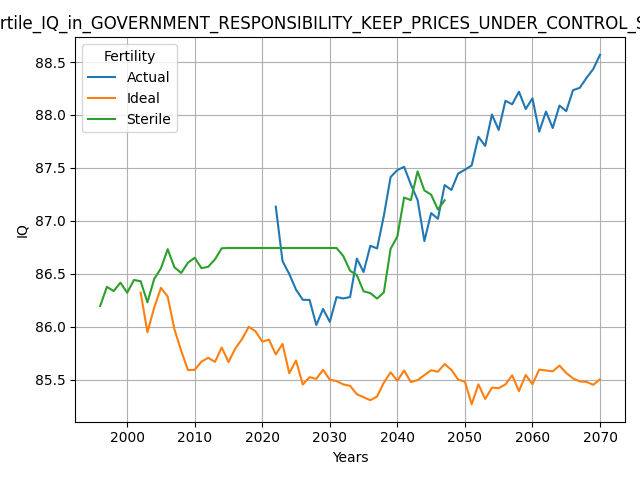 rtile_IQ_in_GOVERNMENT_RESPONSIBILITY_KEEP_PRICES_UNDER_CONTROL_S
Fertility
Actual
Ideal
Sterile
88.5
88.0
87.5
87.0
86.5
86.0
85.5
IQ
2000 2010 2020 2030 2040 2050 2060 2070
Years